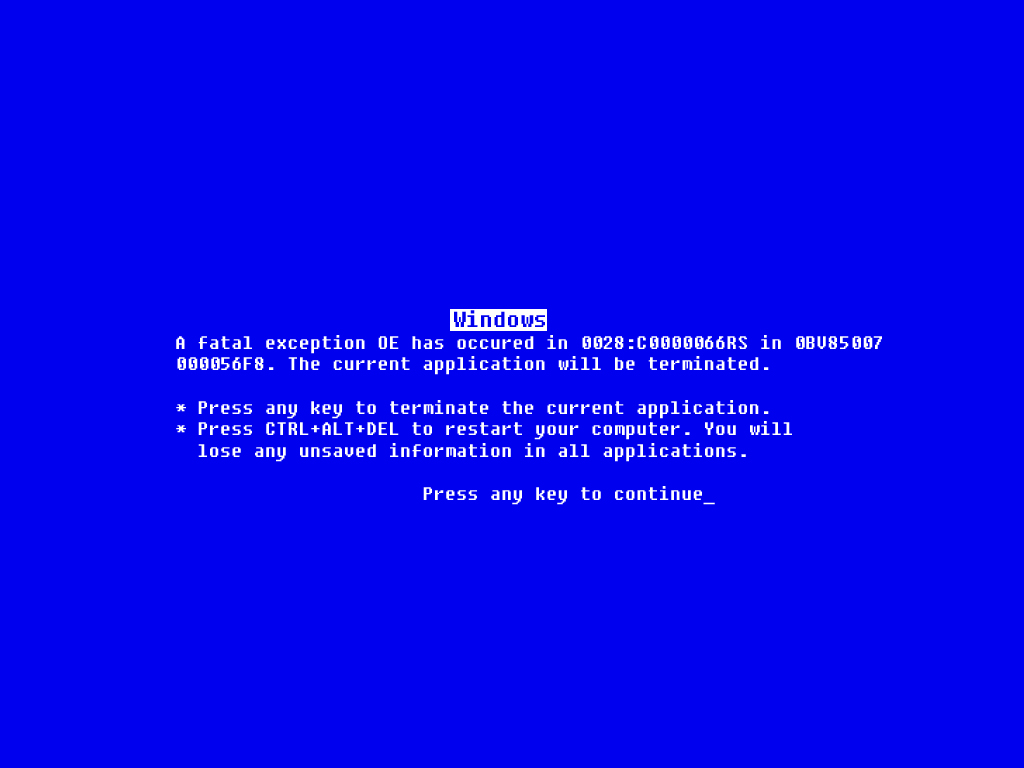 Windows
A fatal exception OE has occured in 0028:C0000066RS in 0BV85007
000056F8. The current application will be terminated.
* Press any key to terminate the current application.
* Press CTRL+ALT+DEL to restart your computer. You will
lose any unsaved information in all applications.
Press any key to continue_